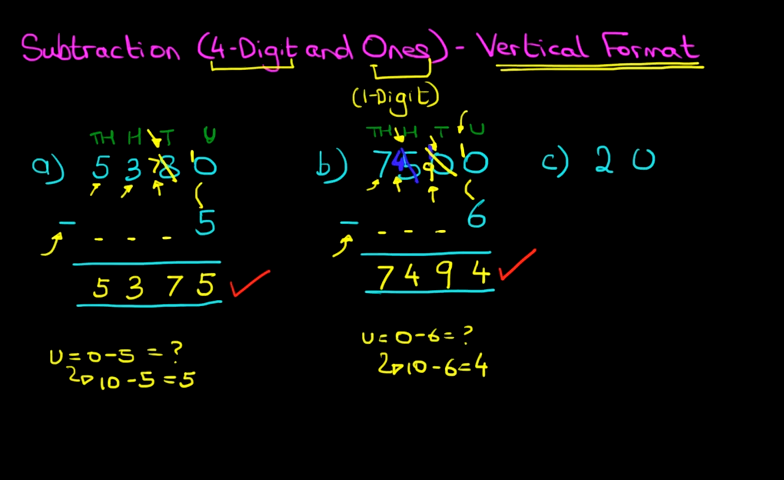 Subtraction (4-Digit and Ones) - Vertical Format
(1-Digit)
TH H T U
a) 5 3 8 0
7 1
- 5
5 3 7 5
U = 0 - 5 = ?
10 - 5 = 5
TH H T U
b) 7 5 0 0
4 9 1
- 6
7 4 9 4
U = 0 - 6 = ?
10 - 6 = 4
c) 2 0